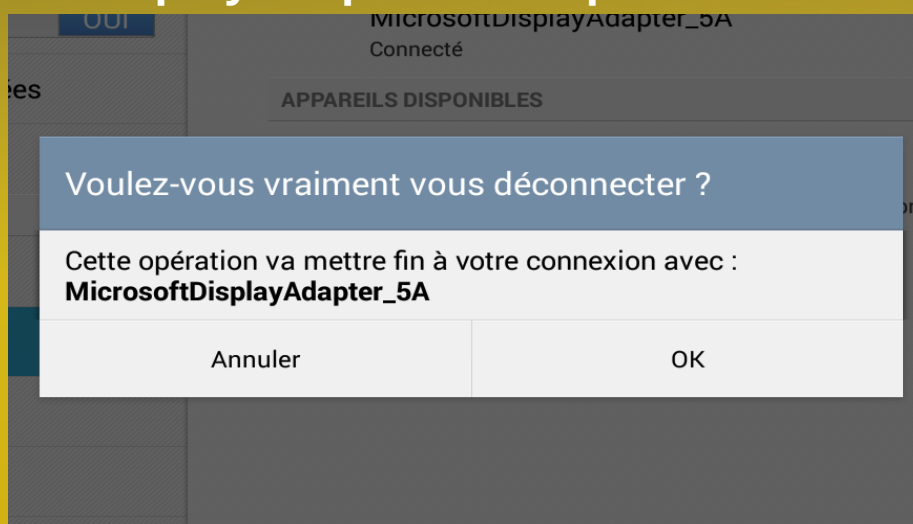 OUI
MicrosoftDisplayAdapter_5A
Connecté
ées
APPAREILS DISPONIBLES
Voulez-vous vraiment vous déconnecter ?
Cette opération va mettre fin à votre connexion avec :
MicrosoftDisplayAdapter_5A
Annuler
OK